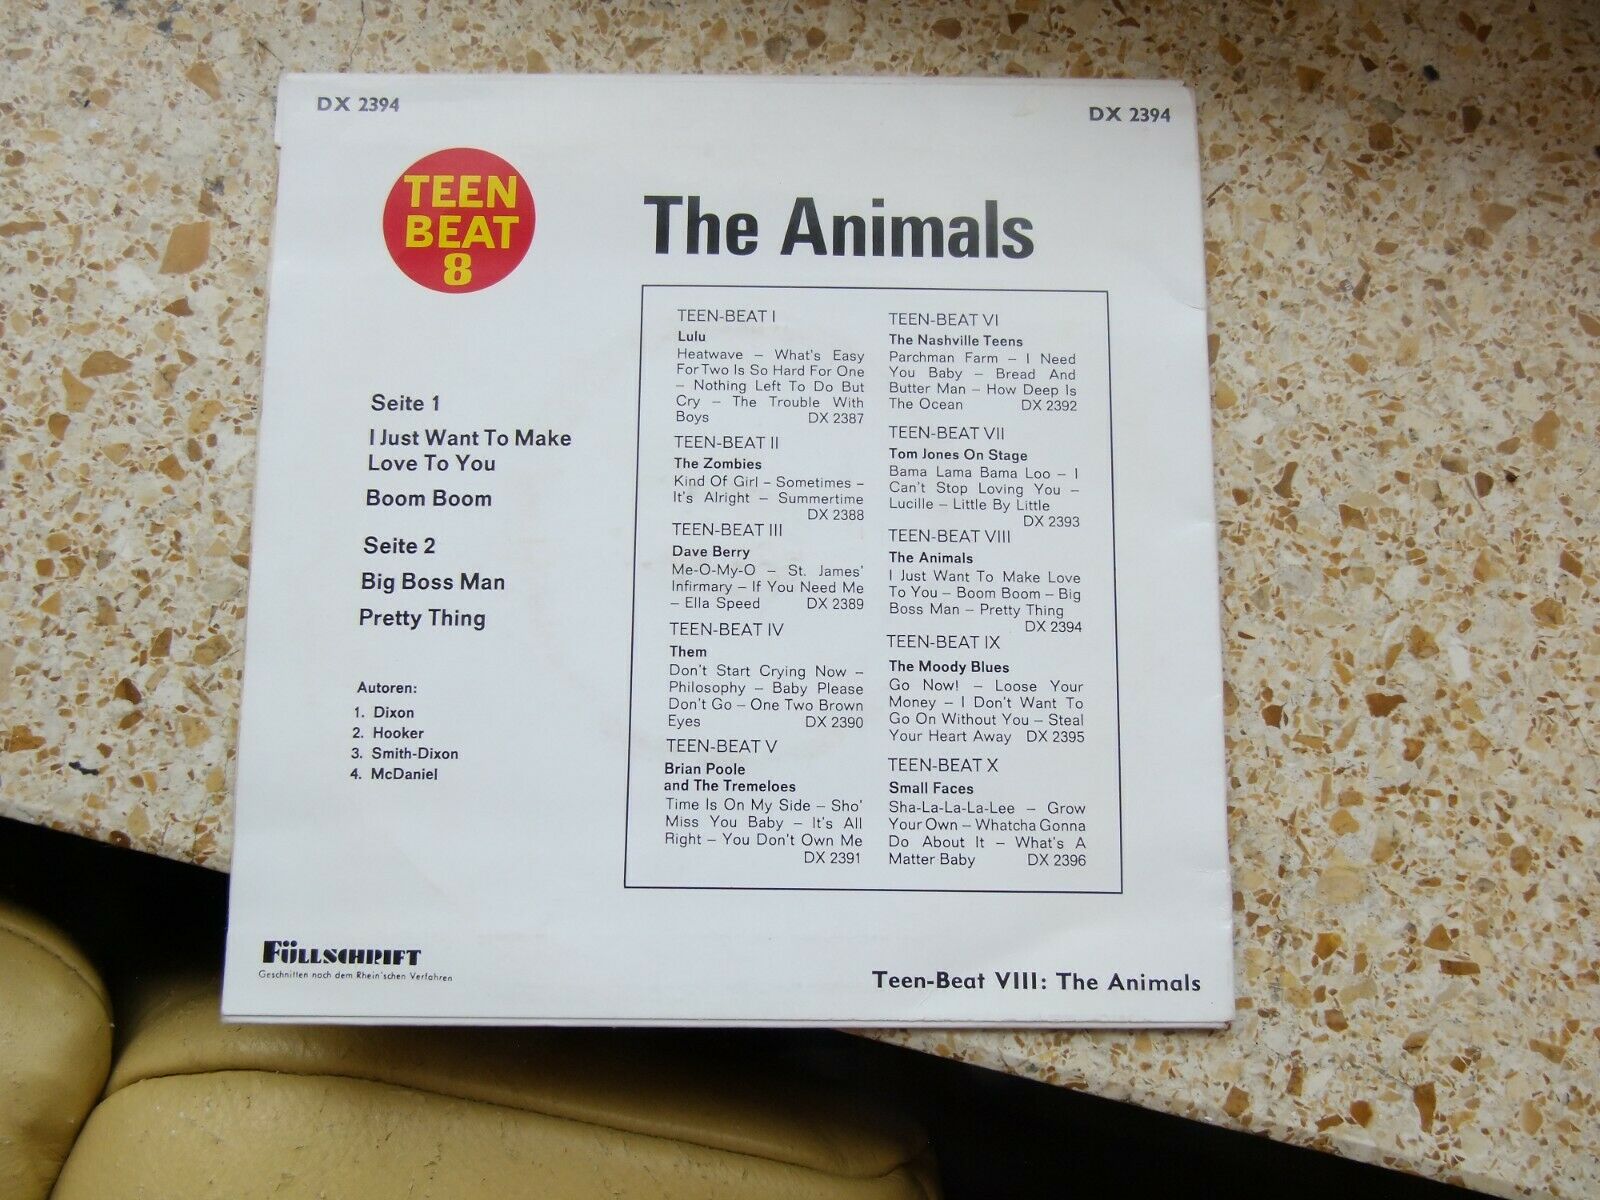 DX 2394
DX 2394
TEEN
BEAT
8
The Animals
Seite 1
I Just Want To Make
Love To You
Boom Boom
Seite 2
Big Boss Man
Pretty Thing
Autoren:
1. Dixon
2. Hooker
3. Smith-Dixon
4. McDaniel
TEEN-BEAT I
Lulu
Heatwave – What's Easy
For Two Is So Hard For One
– Nothing Left To Do But
Cry – The Trouble With
Boys DX 2387
TEEN-BEAT II
The Zombies
Kind Of Girl – Sometimes –
It's Alright – Summertime
DX 2388
TEEN-BEAT III
Dave Berry
Me-O-My-O – St. James'
Infirmary – If You Need Me
– Ella Speed DX 2389
TEEN-BEAT IV
Them
Don't Start Crying Now –
Philosophy – Baby Please
Don't Go – One Two Brown
Eyes DX 2390
TEEN-BEAT V
Brian Poole
and The Tremeloes
Time Is On My Side – Sho'
Miss You Baby – It's All
Right – You Don't Own Me
DX 2391
TEEN-BEAT VI
The Nashville Teens
Parchman Farm – I Need
You Baby – Bread And
Butter Man – How Deep Is
The Ocean DX 2392
TEEN-BEAT VII
Tom Jones On Stage
Bama Lama Bama Loo – I
Can't Stop Loving You –
Lucille – Little By Little
DX 2393
TEEN-BEAT VIII
The Animals
I Just Want To Make Love
To You – Boom Boom – Big
Boss Man – Pretty Thing
DX 2394
TEEN-BEAT IX
The Moody Blues
Go Now! – Loose Your
Money – I Don't Want To
Go On Without You – Steal
Your Heart Away DX 2395
TEEN-BEAT X
Small Faces
Sha-La-La-La-Lee – Grow
Your Own – Whatcha Gonna
Do About It – What's A
Matter Baby DX 2396
FÜLLSCHRIFT
Geschnitten nach dem Rhein'schen Verfahren
Teen-Beat VIII: The Animals